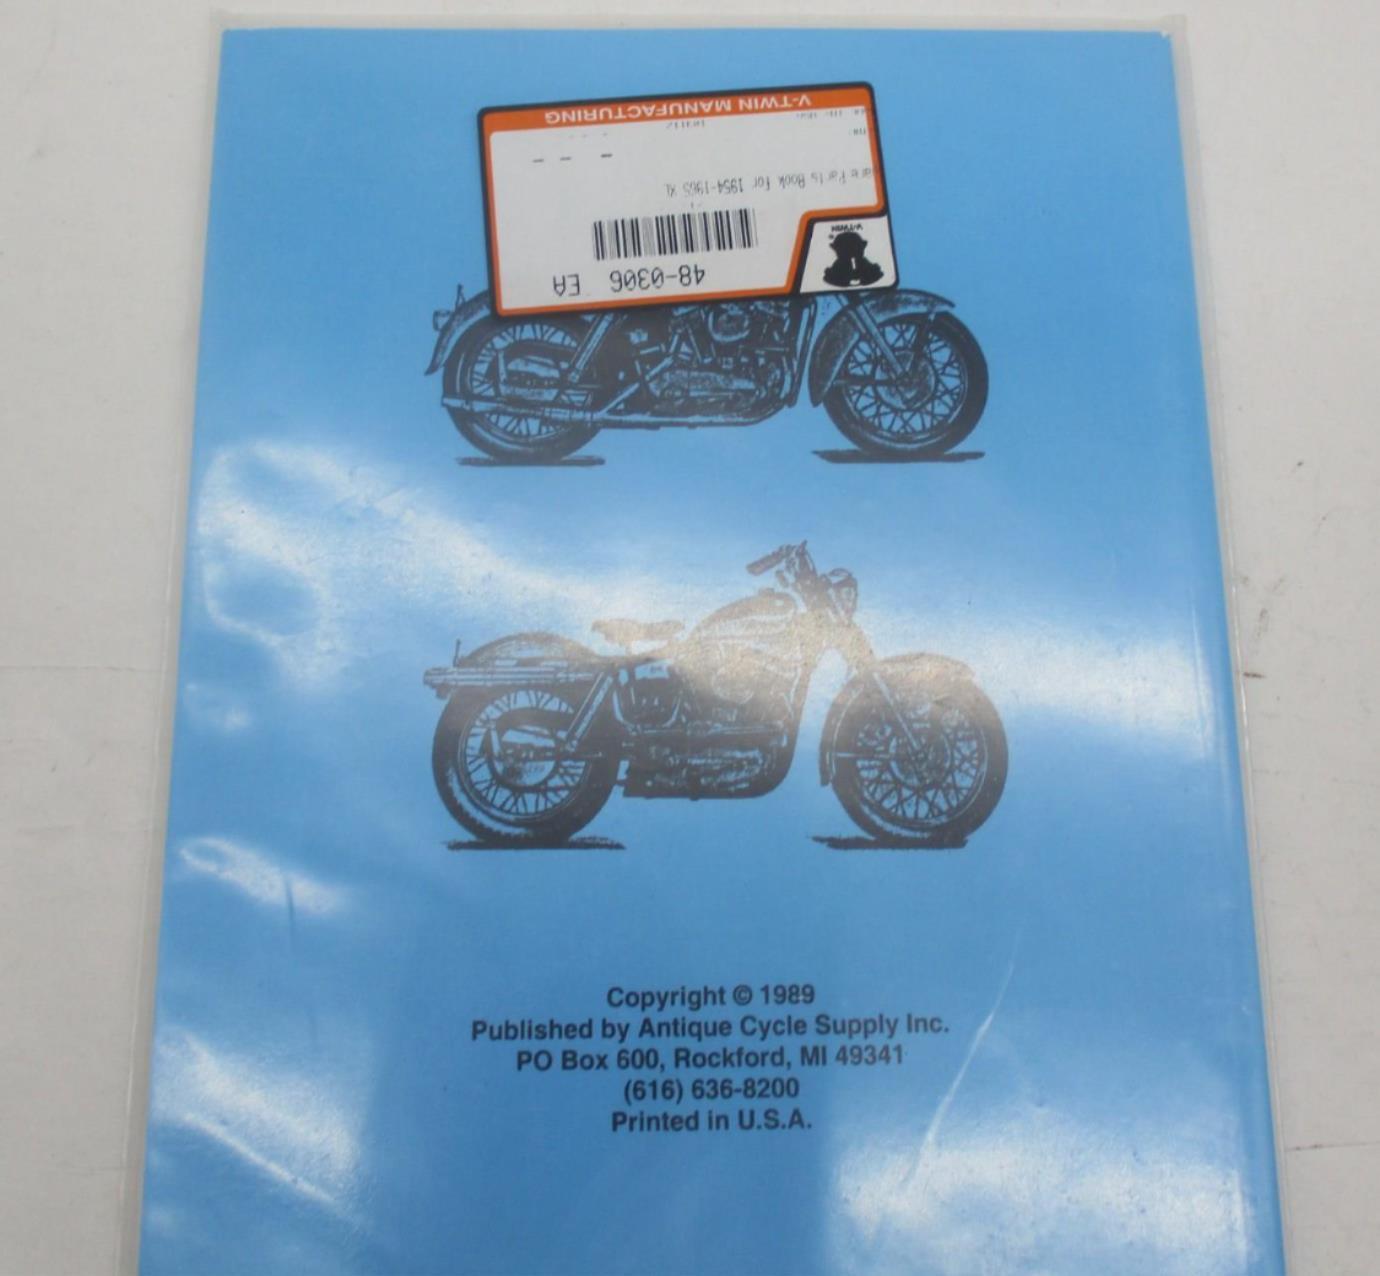 48-0306 EA
Parts Book For 1954-1965 XL
V-TWIN MANUFACTURING
V-TWIN
Copyright © 1989
Published by Antique Cycle Supply Inc.
PO Box 600, Rockford, MI 49341
(616) 636-8200
Printed in U.S.A.